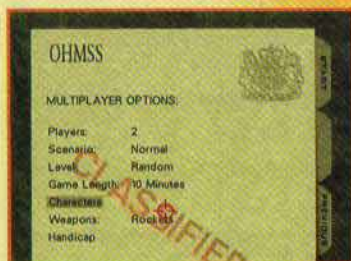 OHMSS
MULTIPLAYER OPTIONS:
Players: 2
Scenario: Normal
Level: Random
Game Length: 10 Minutes
Characters
Weapons: Rockets
Handicap
CLASSIFIED
START
PREVIOUS